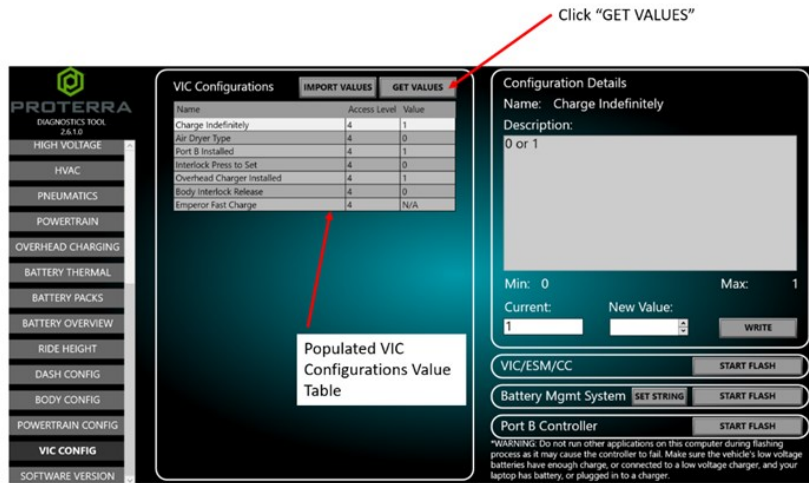 Click “GET VALUES”
PROTERRA
DIAGNOSTICS TOOL
2.6.1.0
HIGH VOLTAGE
HVAC
PNEUMATICS
POWERTRAIN
OVERHEAD CHARGING
BATTERY THERMAL
BATTERY PACKS
BATTERY OVERVIEW
RIDE HEIGHT
DASH CONFIG
BODY CONFIG
POWERTRAIN CONFIG
VIC CONFIG
SOFTWARE VERSION
VIC Configurations IMPORT VALUES GET VALUES
Name Access Level Value
Charge Indefinitely 4 1
Air Dryer Type 4 0
Port B Installed 4 1
Interlock Press to Set 4 0
Overhead Charger Installed 4 1
Body Interlock Release 4 0
Emperor Fast Charge 4 N/A
Populated VIC
Configurations Value
Table
Configuration Details
Name: Charge Indefinitely
Description:
0 or 1
Min: 0 Max: 1
Current: New Value:
1 WRITE
VIC/ESM/CC START FLASH
Battery Mgmt System SET STRING START FLASH
Port B Controller START FLASH
*WARNING: Do not run other applications on this computer during flashing
process as it may cause the controller to fail. Make sure the vehicle's low voltage
batteries have enough charge, or connected to a low voltage charger, and your
laptop has battery, or plugged in to a charger.